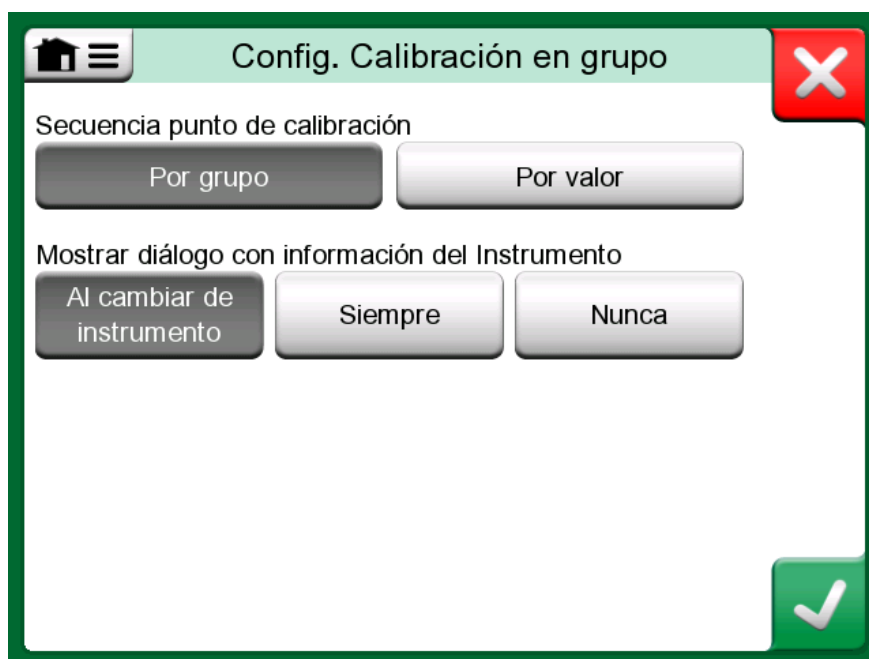 Config. Calibración en grupo
Secuencia punto de calibración
Por grupo
Por valor
Mostrar diálogo con información del Instrumento
Al cambiar de
instrumento
Siempre
Nunca